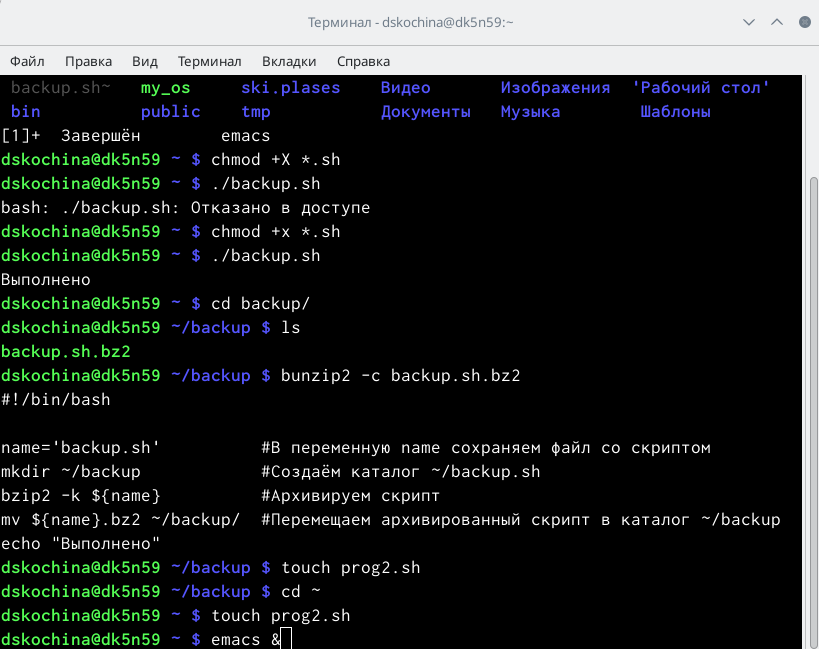 Терминал - dskochina@dk5n59:~
Файл Правка Вид Терминал Вкладки Справка
backup.sh~ my_os ski.plases Видео Изображения 'Рабочий стол'
bin public tmp Документы Музыка Шаблоны
[1]+  Завершён        emacs
dskochina@dk5n59 ~ $ chmod +X *.sh
dskochina@dk5n59 ~ $ ./backup.sh
bash: ./backup.sh: Отказано в доступе
dskochina@dk5n59 ~ $ chmod +x *.sh
dskochina@dk5n59 ~ $ ./backup.sh
Выполнено
dskochina@dk5n59 ~ $ cd backup/
dskochina@dk5n59 ~/backup $ ls
backup.sh.bz2
dskochina@dk5n59 ~/backup $ bunzip2 -c backup.sh.bz2
#!/bin/bash

name='backup.sh'          #В переменную name сохраняем файл со скриптом
mkdir ~/backup            #Создаём каталог ~/backup.sh
bzip2 -k ${name}          #Архивируем скрипт
mv ${name}.bz2 ~/backup/  #Перемещаем архивированный скрипт в каталог ~/backup
echo "Выполнено"
dskochina@dk5n59 ~/backup $ touch prog2.sh
dskochina@dk5n59 ~/backup $ cd ~
dskochina@dk5n59 ~ $ touch prog2.sh
dskochina@dk5n59 ~ $ emacs &